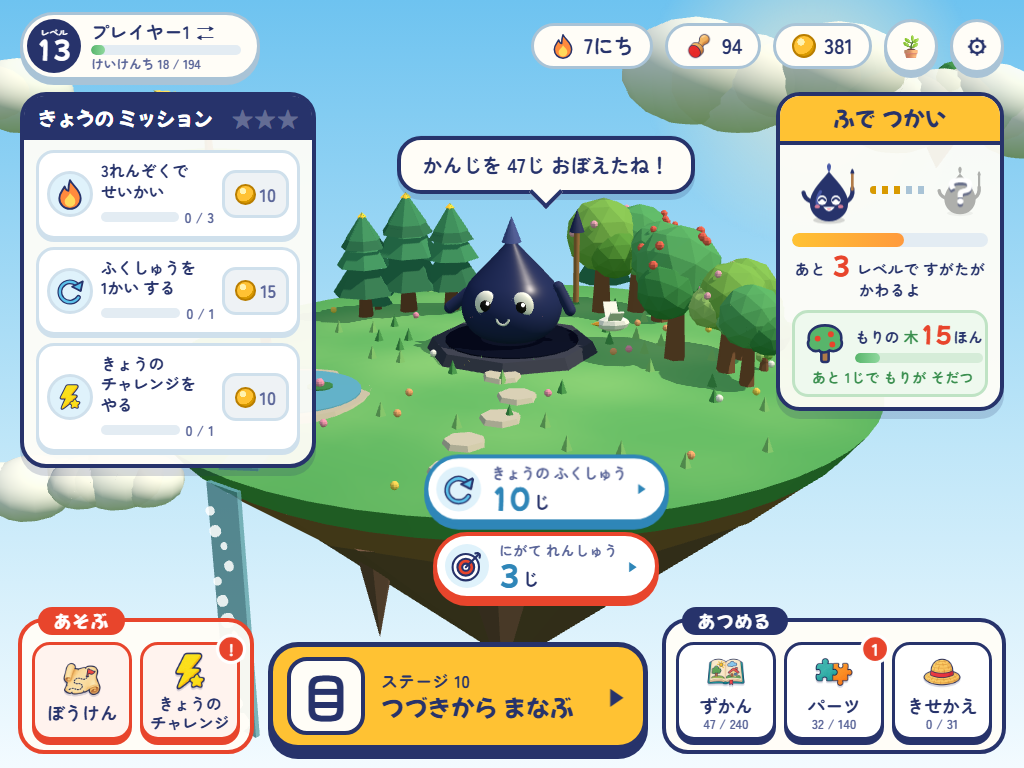 レベル
13
プレイヤー1
けいけんち 18 / 194
7にち
94
381
きょうの ミッション
3れんぞくで
せいかい
0 / 3
10
ふくしゅうを
1かい する
0 / 1
15
きょうの
チャレンジを
やる
0 / 1
10
かんじを 47じ おぼえたね！
ふで つかい
?
あと 3 レベルで すがたが
かわるよ
もりの 木 15 ほん
あと 1じで もりが そだつ
きょうの ふくしゅう
10 じ
にがて れんしゅう
3 じ
あそぶ
ぼうけん
!
きょうの
チャレンジ
ステージ 10
つづきから まなぶ
あつめる
ずかん
47 / 240
1
パーツ
32 / 140
きせかえ
0 / 31